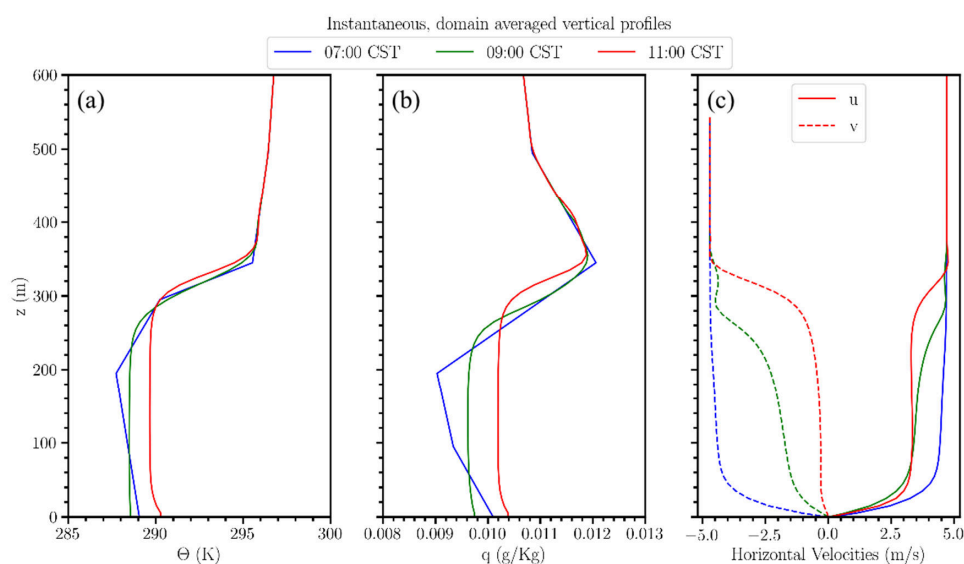 Instantaneous, domain averaged vertical profiles
07:00 CST 09:00 CST 11:00 CST
(a) (b) (c)
u
v
600
500
400
300
200
100
0
z (m)
285 290 295 300
Θ (K)
0.008 0.009 0.010 0.011 0.012 0.013
q (g/Kg)
−5.0 −2.5 0.0 2.5 5.0
Horizontal Velocities (m/s)